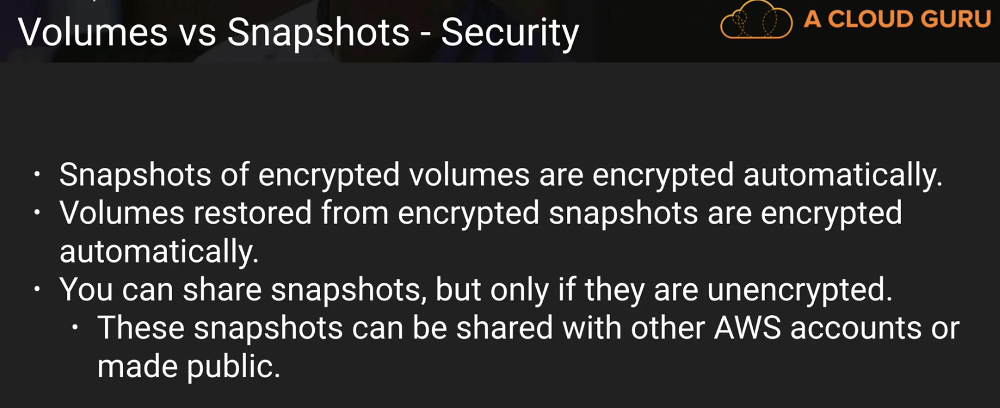 Volumes vs Snapshots - Security
A CLOUD GURU
• Snapshots of encrypted volumes are encrypted automatically.
• Volumes restored from encrypted snapshots are encrypted
automatically.
• You can share snapshots, but only if they are unencrypted.
• These snapshots can be shared with other AWS accounts or
made public.